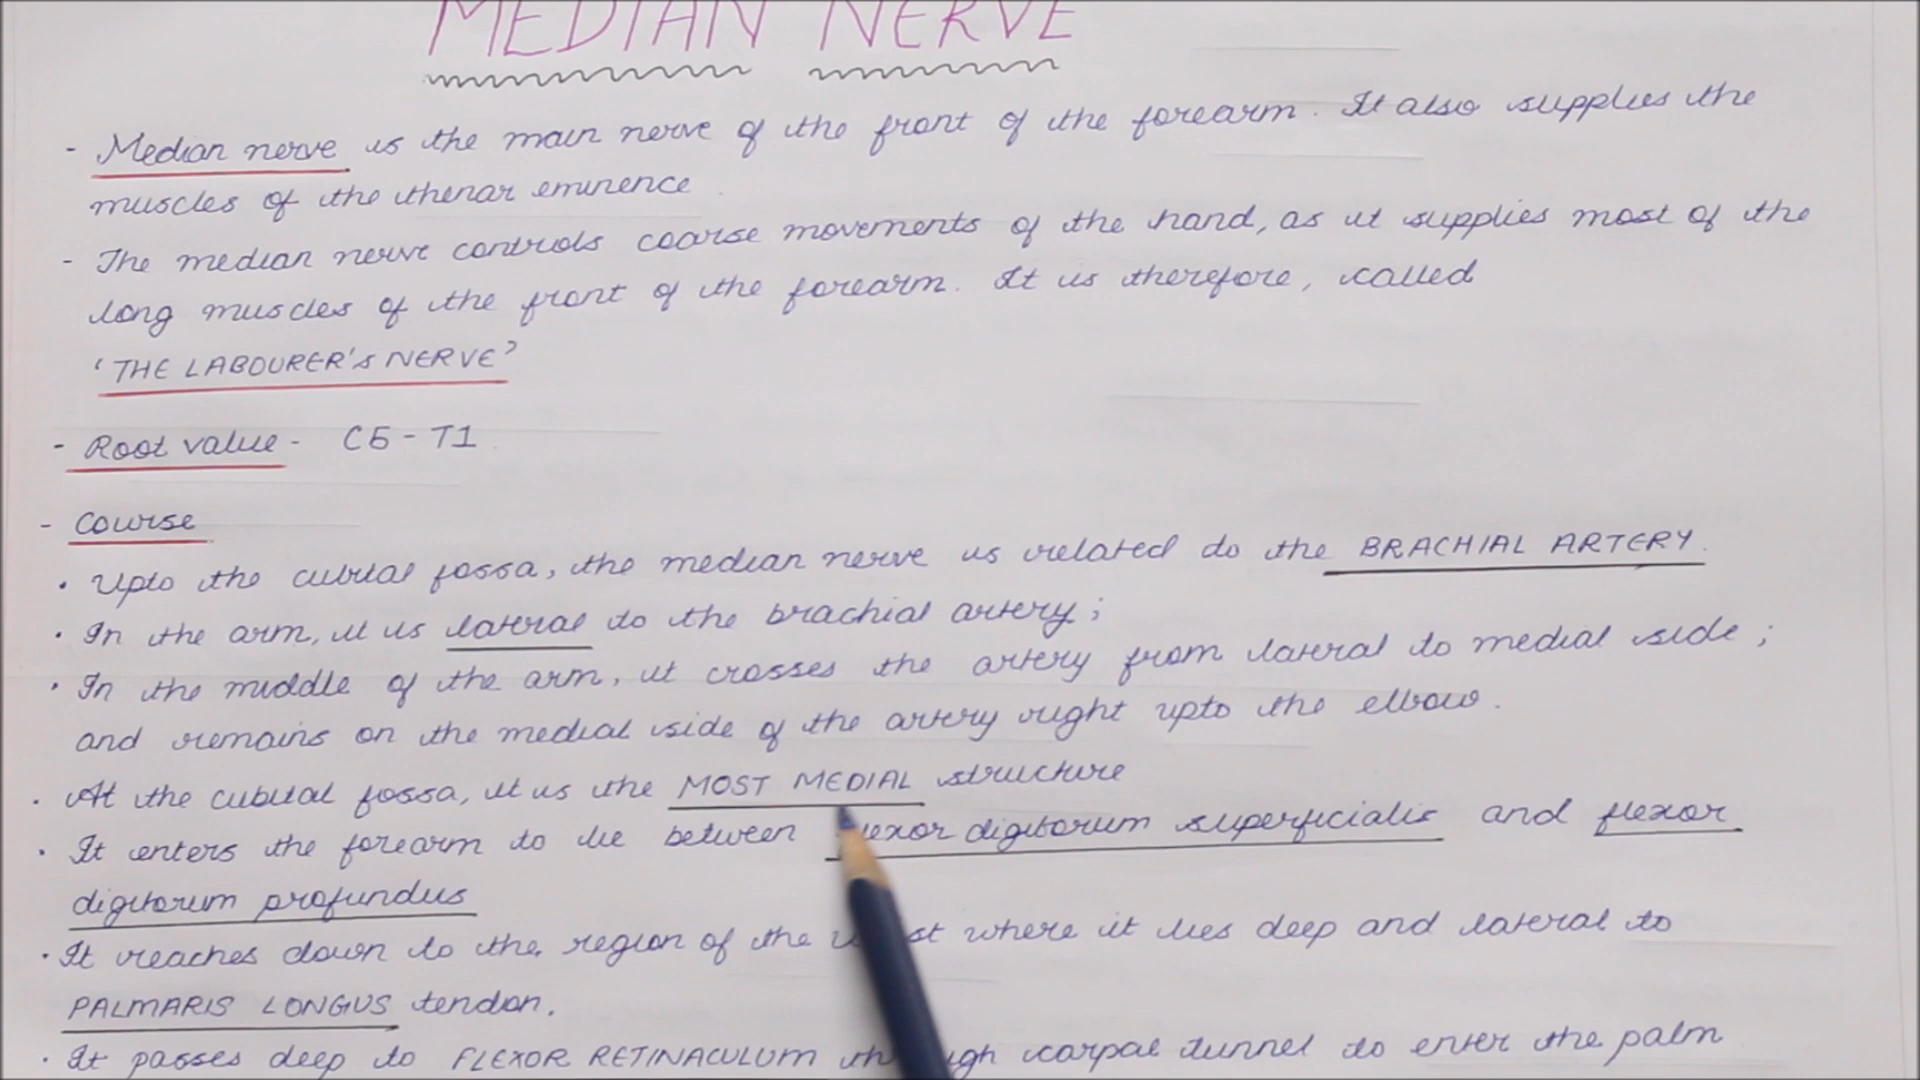 MEDIAN NERVE
- Median nerve is the main nerve of the front of the forearm. It also supplies the
muscles of the thenar eminence
- The median nerve controls coarse movements of the hand, as it supplies most of the
long muscles of the front of the forearm. It is therefore, called
'THE LABOURER'S NERVE'
- Root value - C5 - T1
- Course
• Upto the cubital fossa, the median nerve is related to the BRACHIAL ARTERY.
• In the arm, it is lateral to the brachial artery;
• In the middle of the arm, it crosses the artery from lateral to medial side;
and remains on the medial side of the artery right upto the elbow.
• At the cubital fossa, it is the MOST MEDIAL structure
• It enters the forearm to lie between flexor digitorum superficialis and flexor
digitorum profundus
• It reaches down to the region of the where it lies deep and lateral to
PALMARIS LONGUS tendon.
• It passes deep to FLEXOR RETINACULUM through carpal tunnel to enter the palm